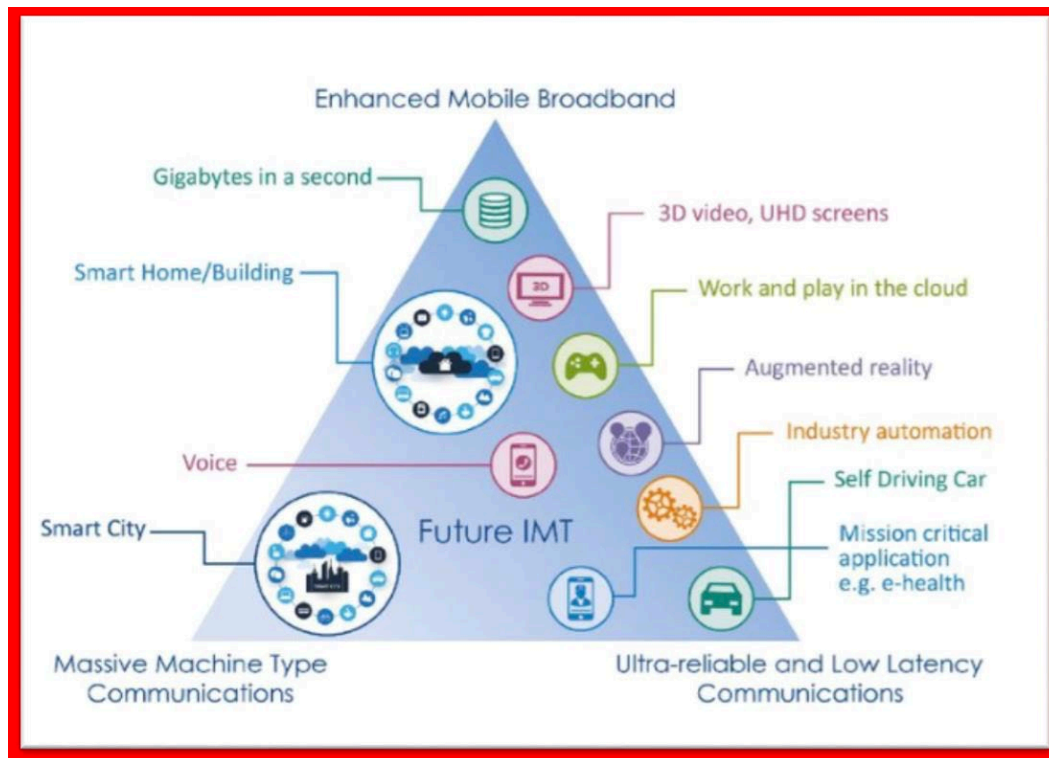 Enhanced Mobile Broadband
Gigabytes in a second
3D video, UHD screens
Smart Home/Building
3D
Work and play in the cloud
Augmented reality
Industry automation
Voice
Self Driving Car
Smart City
Future IMT
Mission critical
application
e.g. e-health
Massive Machine Type
Communications
Ultra-reliable and Low Latency
Communications